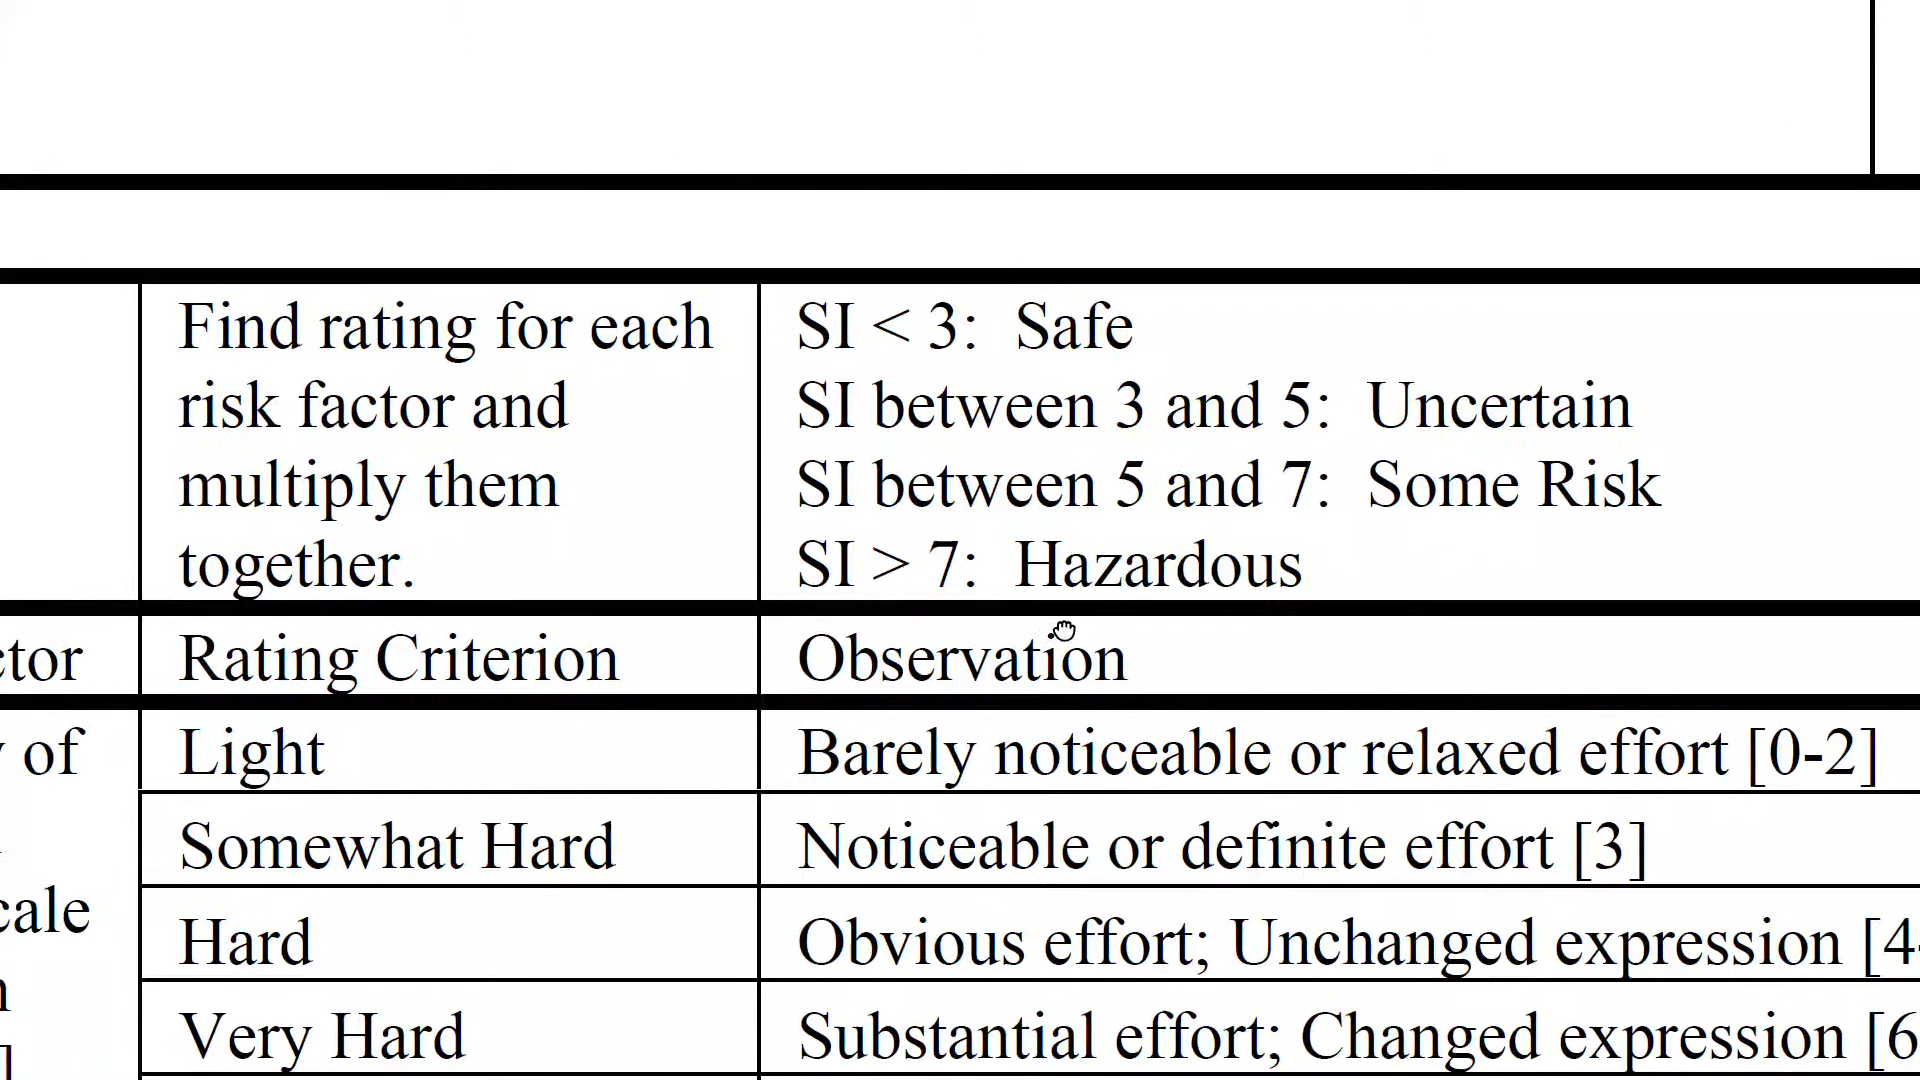 Find rating for each
risk factor and
multiply them
together.
SI < 3: Safe
SI between 3 and 5: Uncertain
SI between 5 and 7: Some Risk
SI > 7: Hazardous
Rating Criterion
Observation
of
Light
Barely noticeable or relaxed effort [0-2]
Somewhat Hard
Noticeable or definite effort [3]
Hard
Obvious effort; Unchanged expression [4-
Very Hard
Substantial effort; Changed expression [6